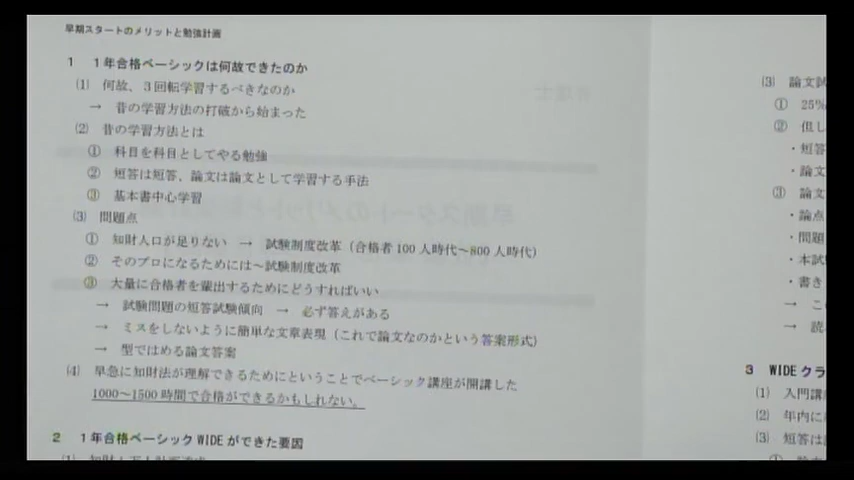 早期スタートのメリットと勉強計画
1 1年合格ベーシックは何故できたのか
(1) 何故、3回転学習するべきなのか
→ 昔の学習方法の打破から始まった
(2) 昔の学習方法とは
① 科目を科目としてやる勉強
② 短答は短答、論文は論文として学習する手法
③ 基本書中心学習
(3) 問題点
① 知財人口が足りない → 試験制度改革（合格者100人時代～800人時代）
② そのプロになるためには～試験制度改革
③ 大量に合格者を輩出するためにどうすればいい
→ 試験問題の短答試験傾向 → 必ず答えがある
→ ミスをしないように簡単な文章表現（これで論文なのかという答案形式）
→ 型ではめる論文答案
(4) 早急に知財法が理解できるためにということでベーシック講座が開講した
1000～1500時間で合格ができるかもしれない。
2 1年合格ベーシックWIDEができた要因
(3) 論文試
① 25%
② 但し
・短答
・論文
③ 論文
・論点
・問題
・本試
・書き
→ こ
→ 読
3 WIDEクラ
(1) 入門講
(2) 年内に
(3) 短答は